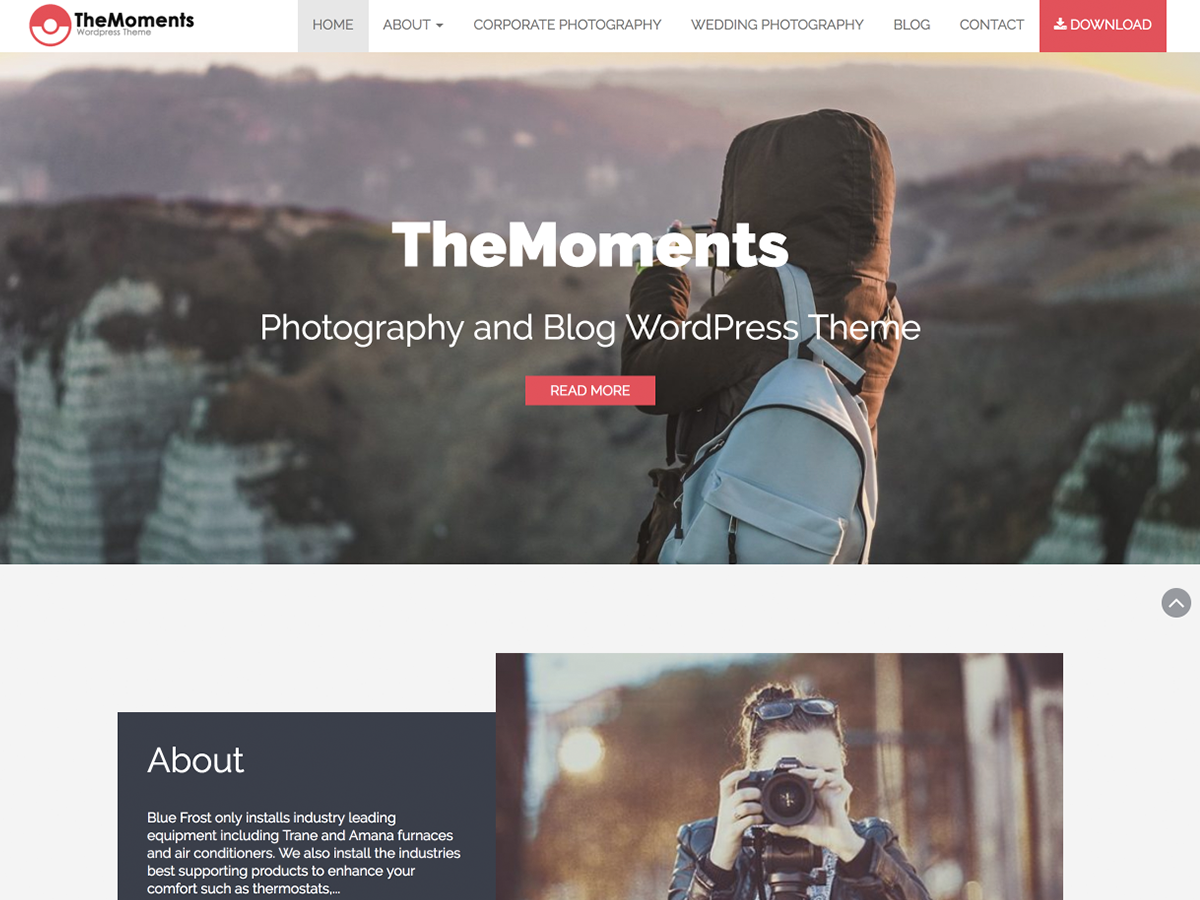 TheMoments
Wordpress Theme
HOME
ABOUT
CORPORATE PHOTOGRAPHY
WEDDING PHOTOGRAPHY
BLOG
CONTACT
DOWNLOAD
TheMoments
Photography and Blog WordPress Theme
READ MORE
About
Blue Frost only installs industry leading
equipment including Trane and Amana furnaces
and air conditioners. We also install the industries
best supporting products to enhance your
comfort such as thermostats,...
Canon